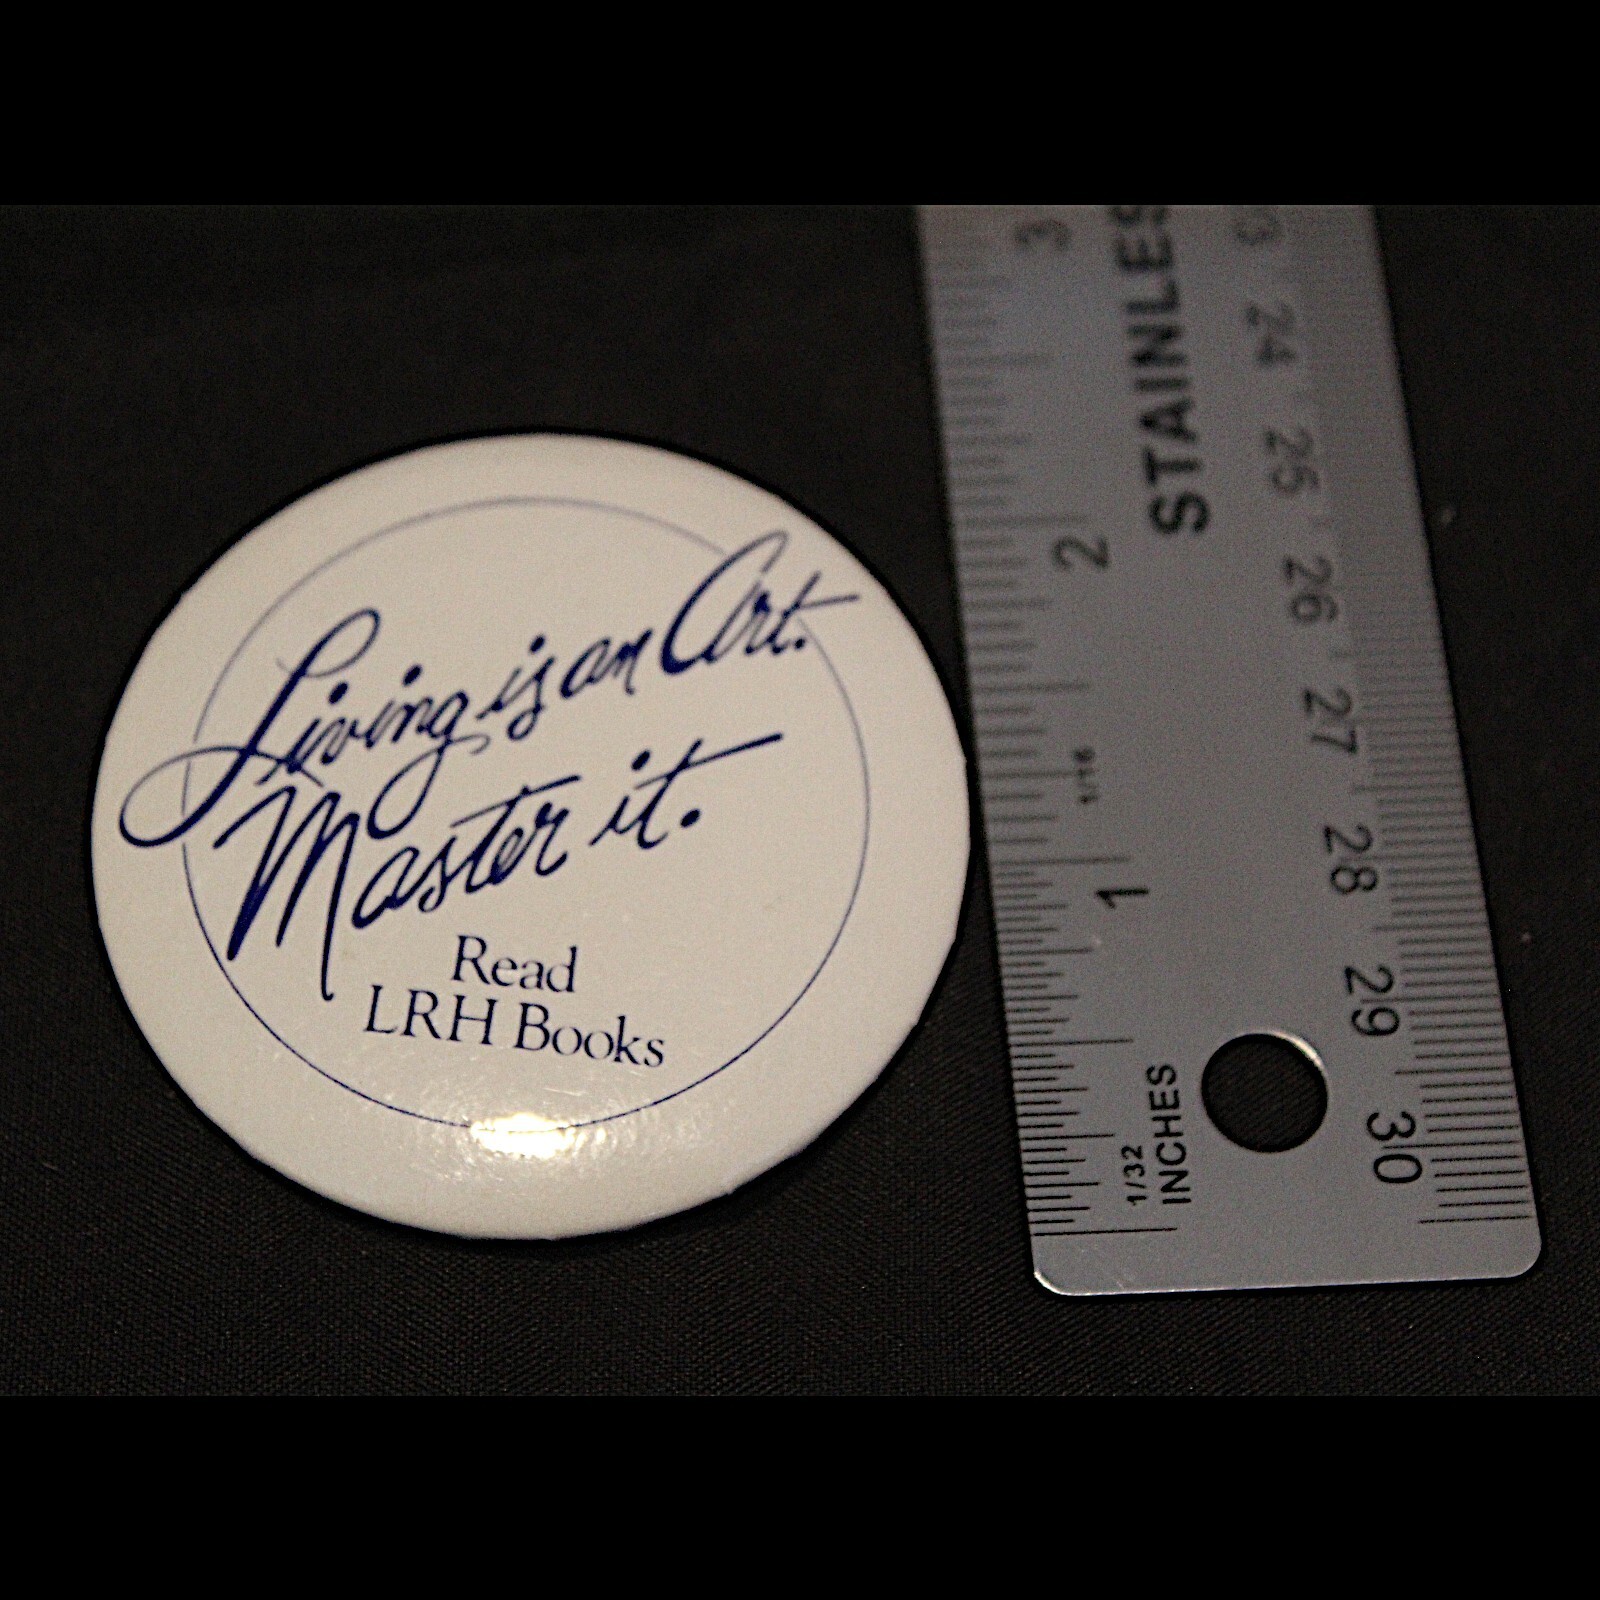 Living is an Art.
Master it.
Read
LRH Books
3
2
1
1/16
1/32
INCHES
STAINLES
23
24
25
26
27
28
29
30